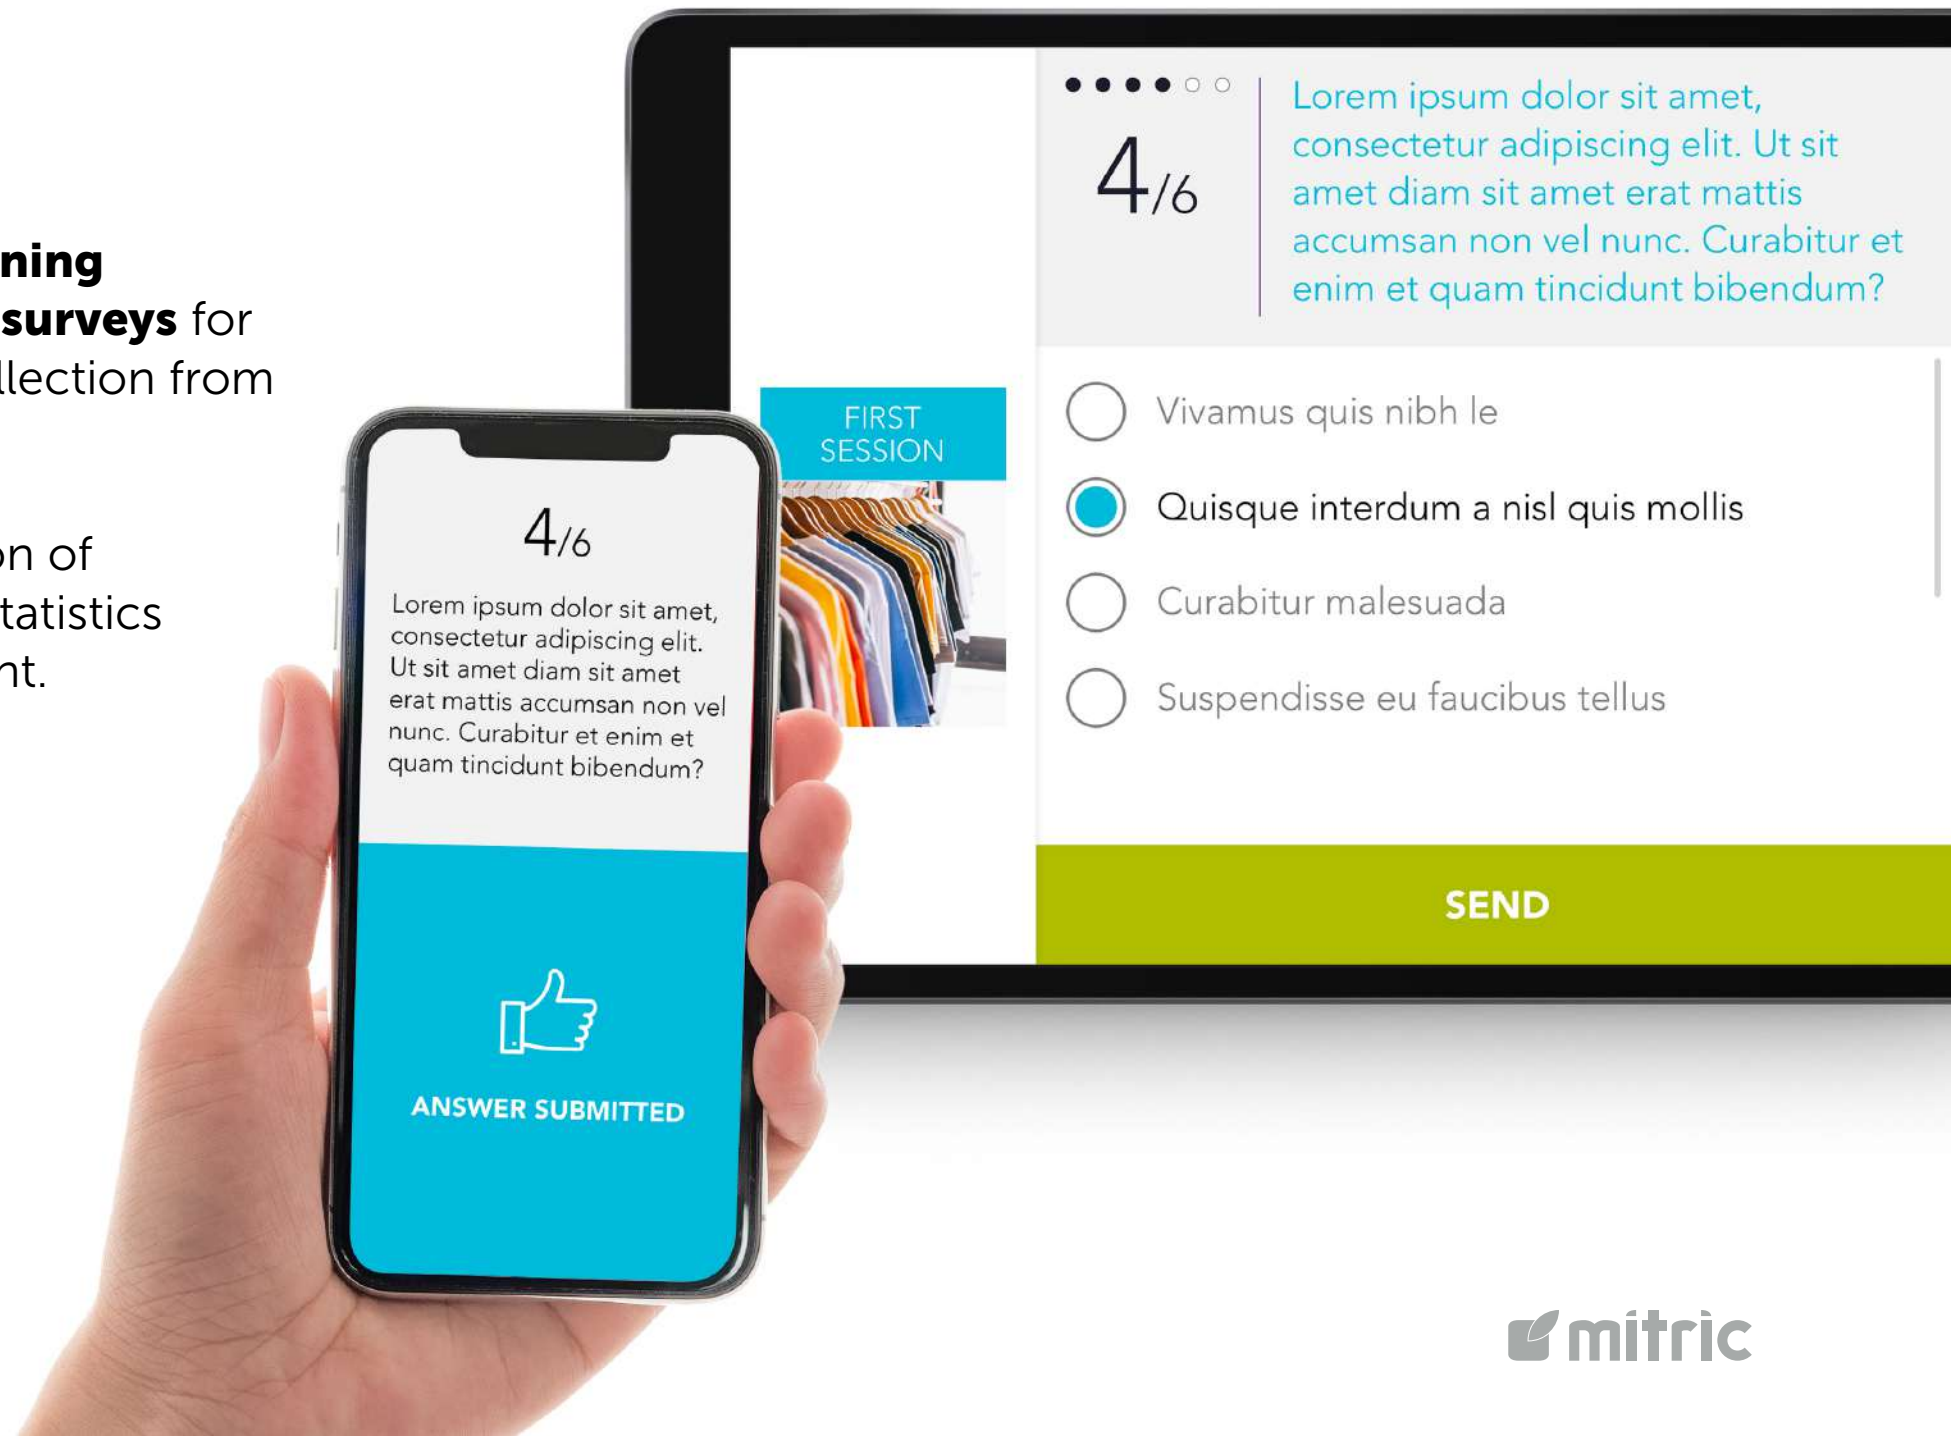 ning
surveys for
llection from
on of
tatistics
nt.
4/6
Lorem ipsum dolor sit amet,
consectetur adipiscing elit.
Ut sit amet diam sit amet
erat mattis accumsan non vel
nunc. Curabitur et enim et
quam tincidunt bibendum?
ANSWER SUBMITTED
FIRST
SESSION
4/6
Lorem ipsum dolor sit amet,
consectetur adipiscing elit. Ut sit
amet diam sit amet erat mattis
accumsan non vel nunc. Curabitur et
enim et quam tincidunt bibendum?
Vivamus quis nibh le
Quisque interdum a nisl quis mollis
Curabitur malesuada
Suspendisse eu faucibus tellus
SEND
mitric